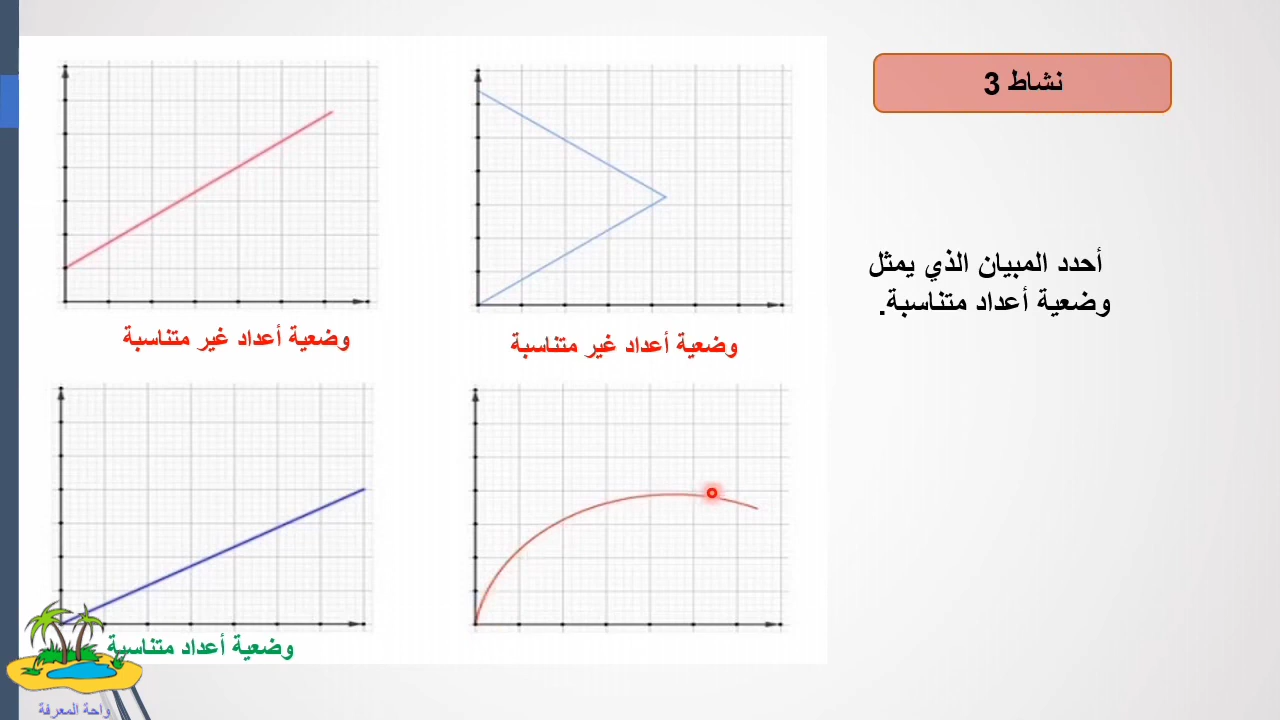 نشاط 3
أحدد المبيان الذي يمثل
وضعية أعداد متناسبة.
وضعية أعداد غير متناسبة
وضعية أعداد غير متناسبة
وضعية أعداد متناسبة
واحة المعرفة